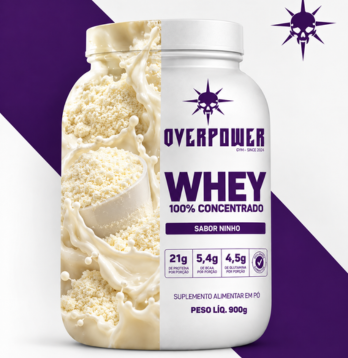 OVERPOWER
GYM - SINCE 2024
WHEY
100% CONCENTRADO
SABOR NINHO
21g 5,4g 4,5g
DE PROTEÍNA DE BCAA DE GLUTAMINA
POR PORÇÃO POR PORÇÃO POR PORÇÃO
SUPLEMENTO ALIMENTAR EM PÓ
PESO LÍQ. 900g